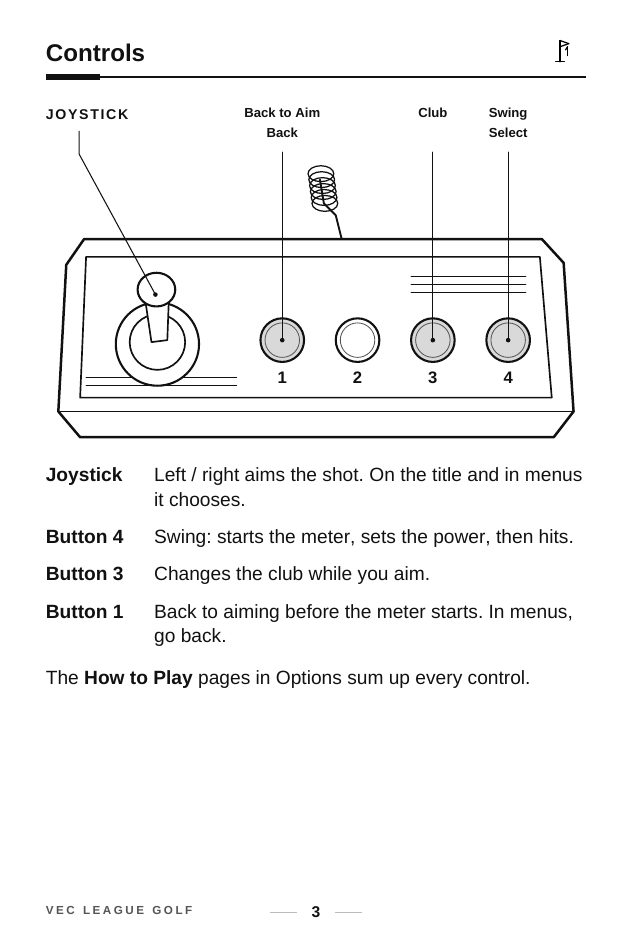 Controls
JOYSTICK
Back to Aim
Back
Club
Swing
Select
1
2
3
4
Joystick Left / right aims the shot. On the title and in menus
it chooses.
Button 4 Swing: starts the meter, sets the power, then hits.
Button 3 Changes the club while you aim.
Button 1 Back to aiming before the meter starts. In menus,
go back.
The How to Play pages in Options sum up every control.
VEC LEAGUE GOLF
3